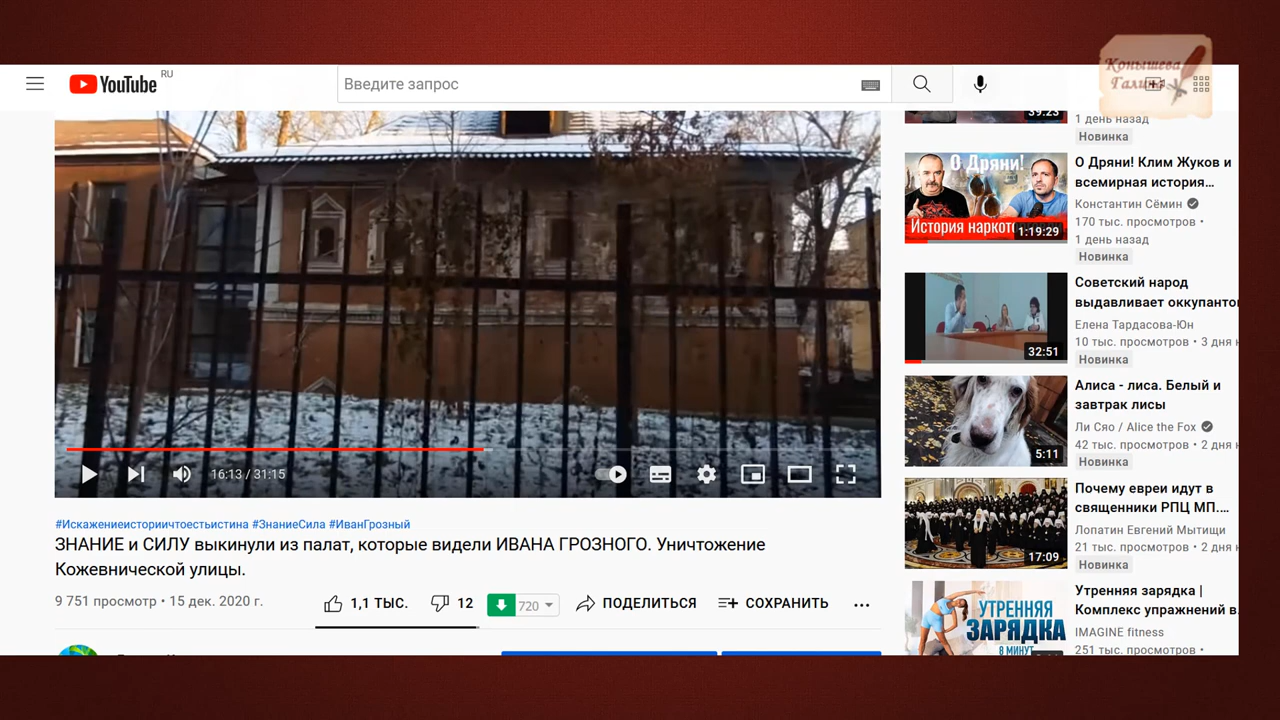 YouTube RU
Введите запрос
Конышева
Галина
39:23
1 день назад
Новинка
О Дряни!
История наркот
1:19:29
О Дряни! Клим Жуков и
всемирная история...
Константин Сёмин
170 тыс. просмотров •
1 день назад
Новинка
32:51
Советский народ
выдавливает оккупанто
Елена Тардасова-Юн
10 тыс. просмотров • 3 дня н
Новинка
5:11
Алиса - лиса. Белый и
завтрак лисы
Ли Сяо / Alice the Fox
42 тыс. просмотров • 2 дня н
Новинка
17:09
Почему евреи идут в
священники РПЦ МП....
Лопатин Евгений Мытищи
21 тыс. просмотров • 2 дня н
Новинка
УТРЕННЯЯ
ЗАРЯДКА
8 МИНУТ
Утренняя зарядка |
Комплекс упражнений в
IMAGINE fitness
251 тыс. просмотров •
16:13 / 31:15
#Искажениеисториичтоестьистина #ЗнаниеСила #ИванГрозный
ЗНАНИЕ и СИЛУ выкинули из палат, которые видели ИВАНА ГРОЗНОГО. Уничтожение
Кожевнической улицы.
9 751 просмотр • 15 дек. 2020 г.
1,1 ТЫС. 12 720 ПОДЕЛИТЬСЯ СОХРАНИТЬ ...